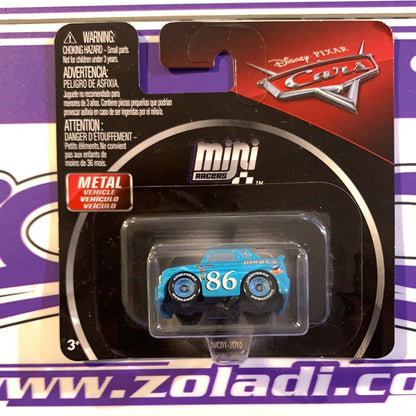 WARNING:
CHOKING HAZARD - Small parts.
Not for children under 3 years.
ADVERTENCIA:
PELIGRO DE ASFIXIA.
Juguete no recomendado para
menores de 3 años. Contiene piezas pequeñas que podrían
provocar asfixia en caso de ser ingeridas por el niño/a.
ATTENTION :
DANGER D'ÉTOUFFEMENT -
Petits éléments. Ne convient
pas aux enfants de
moins de 36 mois.
Disney · PIXAR
Cars
mini
RACERS
TM
METAL
VEHICLE
VEHÍCULO
VEÍCULO
86
3+
www.zoladi.com